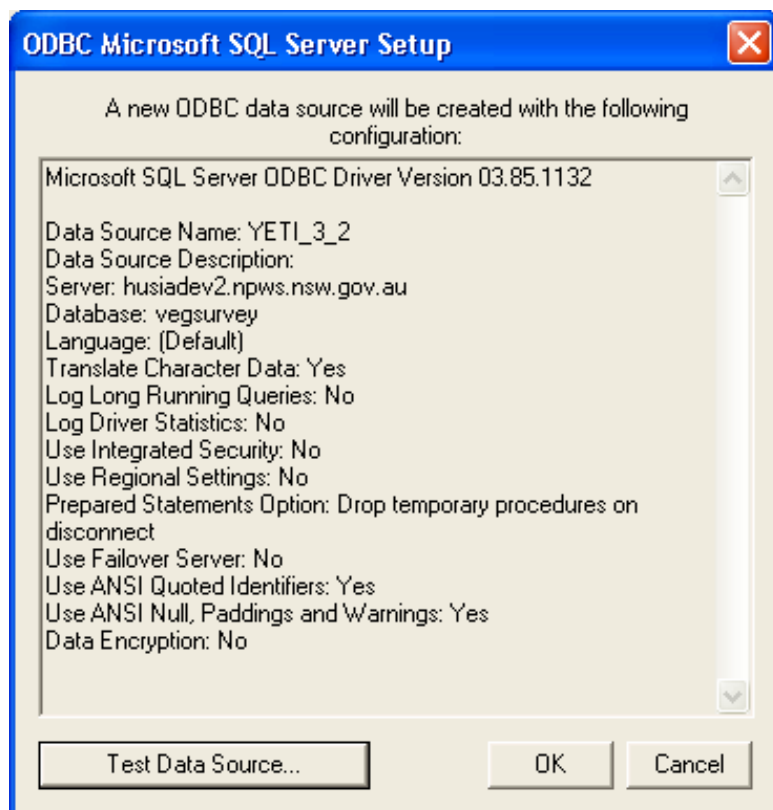 ODBC Microsoft SQL Server Setup
A new ODBC data source will be created with the following
configuration:
Microsoft SQL Server ODBC Driver Version 03.85.1132
Data Source Name: YETI_3_2
Data Source Description:
Server: husiadev2.npws.nsw.gov.au
Database: vegsurvey
Language: (Default)
Translate Character Data: Yes
Log Long Running Queries: No
Log Driver Statistics: No
Use Integrated Security: No
Use Regional Settings: No
Prepared Statements Option: Drop temporary procedures on
disconnect
Use Failover Server: No
Use ANSI Quoted Identifiers: Yes
Use ANSI Null, Paddings and Warnings: Yes
Data Encryption: No
Test Data Source...
OK
Cancel